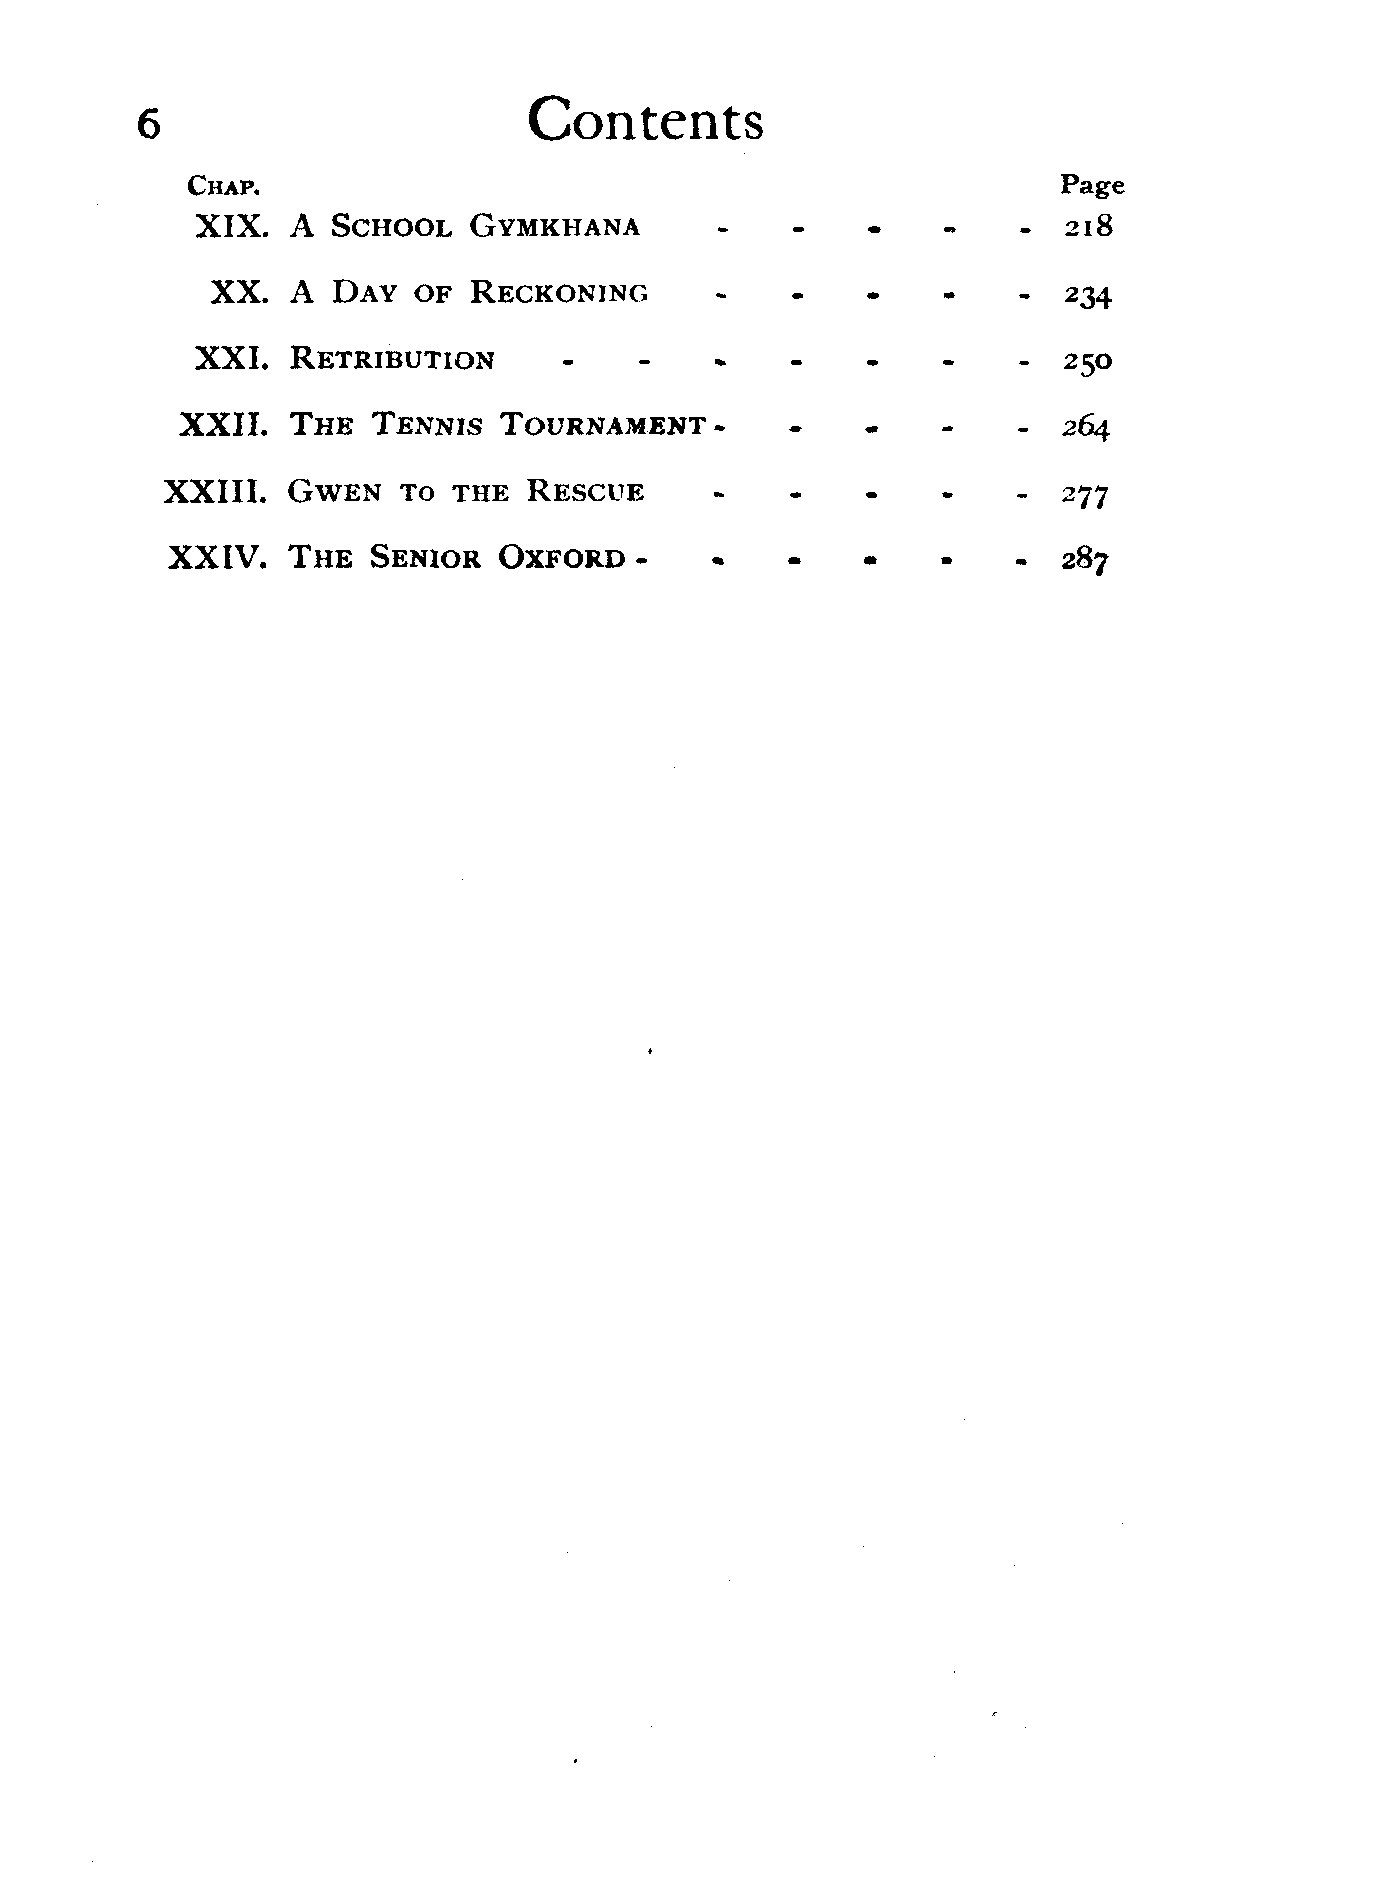 6 Contents
Chap. Page
XIX. A School Gymkhana - - - - - 218
XX. A Day of Reckoning - - - - - 234
XXI. Retribution - - - - - - - 250
XXII. The Tennis Tournament - - - - - 264
XXIII. Gwen to the Rescue - - - - - 277
XXIV. The Senior Oxford - - - - - - 287